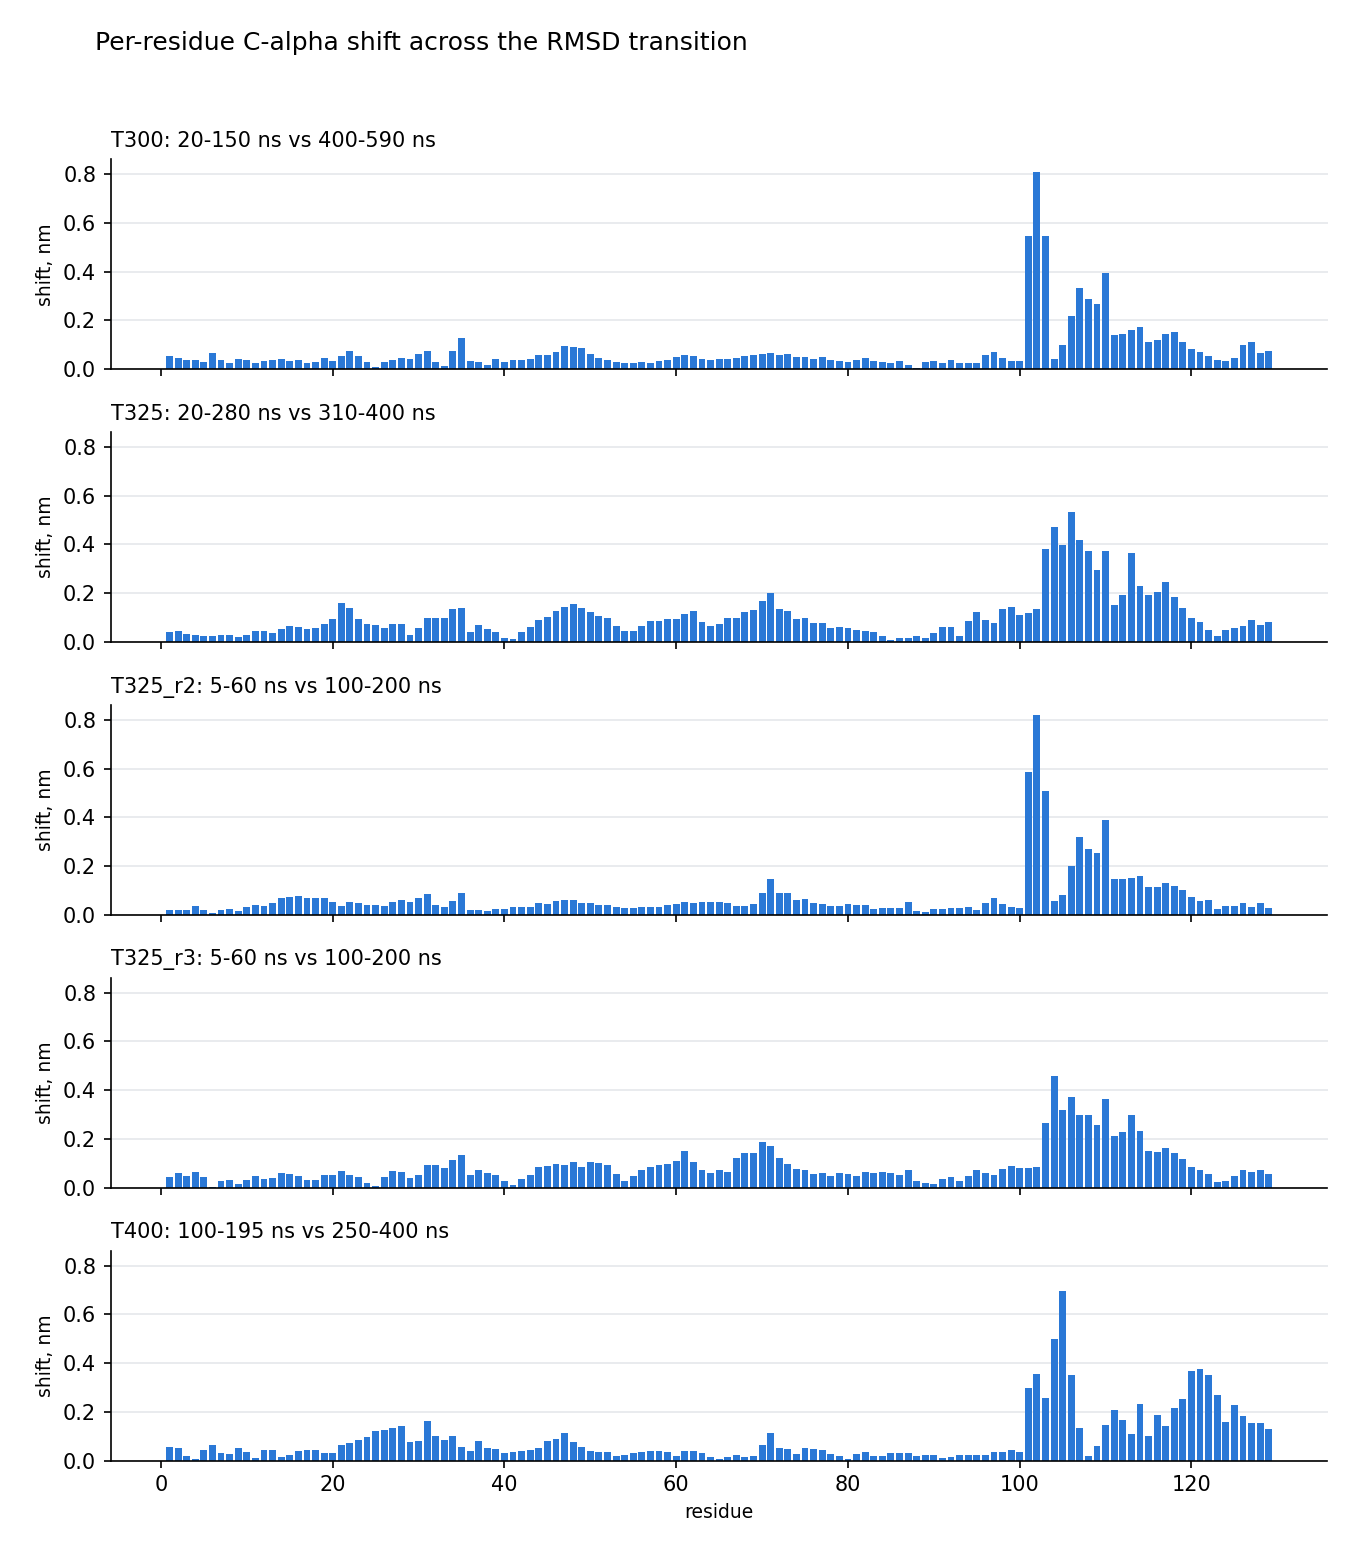 Per-residue C-alpha shift across the RMSD transition
T300: 20-150 ns vs 400-590 ns
0.8
0.6
0.4
0.2
0.0
shift, nm
T325: 20-280 ns vs 310-400 ns
0.8
0.6
0.4
0.2
0.0
shift, nm
T325_r2: 5-60 ns vs 100-200 ns
0.8
0.6
0.4
0.2
0.0
shift, nm
T325_r3: 5-60 ns vs 100-200 ns
0.8
0.6
0.4
0.2
0.0
shift, nm
T400: 100-195 ns vs 250-400 ns
0.8
0.6
0.4
0.2
0.0
shift, nm
0 20 40 60 80 100 120
residue